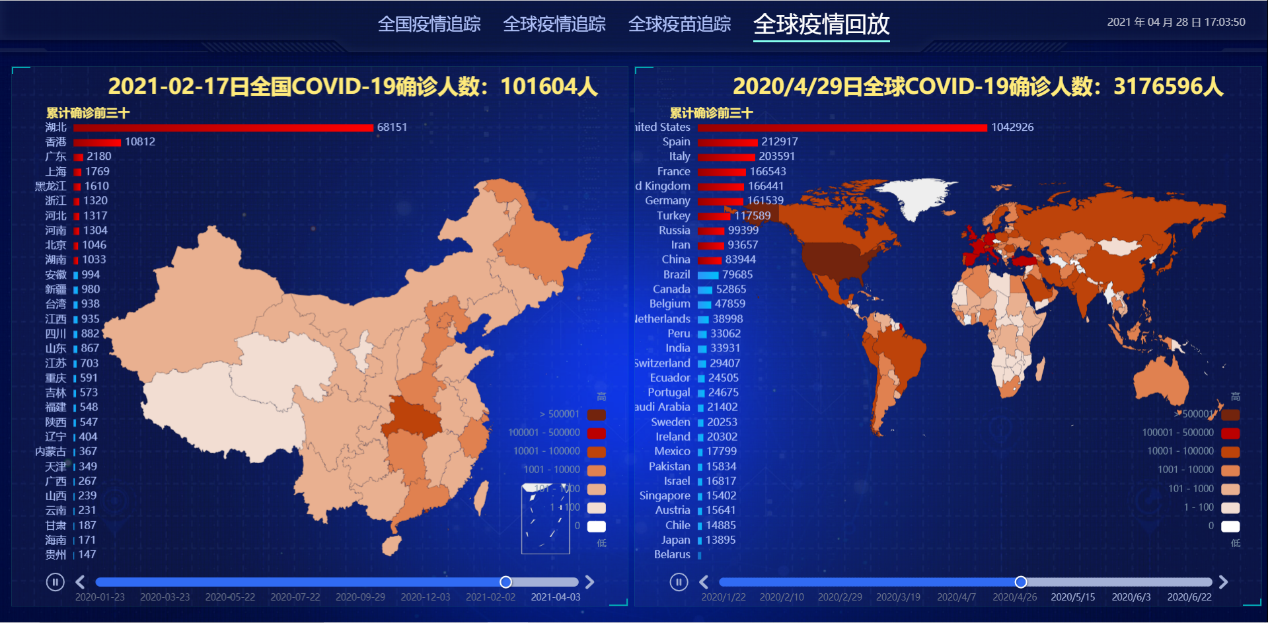 全国疫情追踪 全球疫情追踪 全球疫苗追踪 全球疫情回放
2021 年 04 月 28 日 17:03:50
2021-02-17日全国COVID-19确诊人数：101604人
累计确诊前三十
湖北 68151
香港 10812
广东 2180
上海 1769
黑龙江 1610
浙江 1320
河北 1317
河南 1304
北京 1046
湖南 1033
安徽 994
新疆 980
台湾 938
江西 935
四川 882
山东 867
江苏 703
重庆 591
吉林 573
福建 548
陕西 547
辽宁 404
内蒙古 367
天津 349
广西 267
山西 239
云南 231
甘肃 187
海南 171
贵州 147
高
> 500001
100001 - 500000
10001 - 100000
1001 - 10000
101 - 1000
1 - 100
0
低
2020-01-23 2020-03-23 2020-05-22 2020-07-22 2020-09-29 2020-12-03 2021-02-02 2021-04-03
2020/4/29日全球COVID-19确诊人数：3176596人
累计确诊前三十
nited States 1042926
Spain 212917
Italy 203591
France 166543
d Kingdom 166441
Germany 161539
Turkey 117589
Russia 99399
Iran 93657
China 83944
Brazil 79685
Canada 52865
Belgium 47859
Netherlands 38998
Peru 33062
India 33931
Switzerland 29407
Ecuador 24505
Portugal 24675
audi Arabia 21402
Sweden 20253
Ireland 20302
Mexico 17799
Pakistan 15834
Israel 16817
Singapore 15402
Austria 15641
Chile 14885
Japan 13895
Belarus
高
> 500001
100001 - 500000
10001 - 100000
1001 - 10000
101 - 1000
1 - 100
0
低
2020/1/22 2020/2/10 2020/2/29 2020/3/19 2020/4/7 2020/4/26 2020/5/15 2020/6/3 2020/6/22